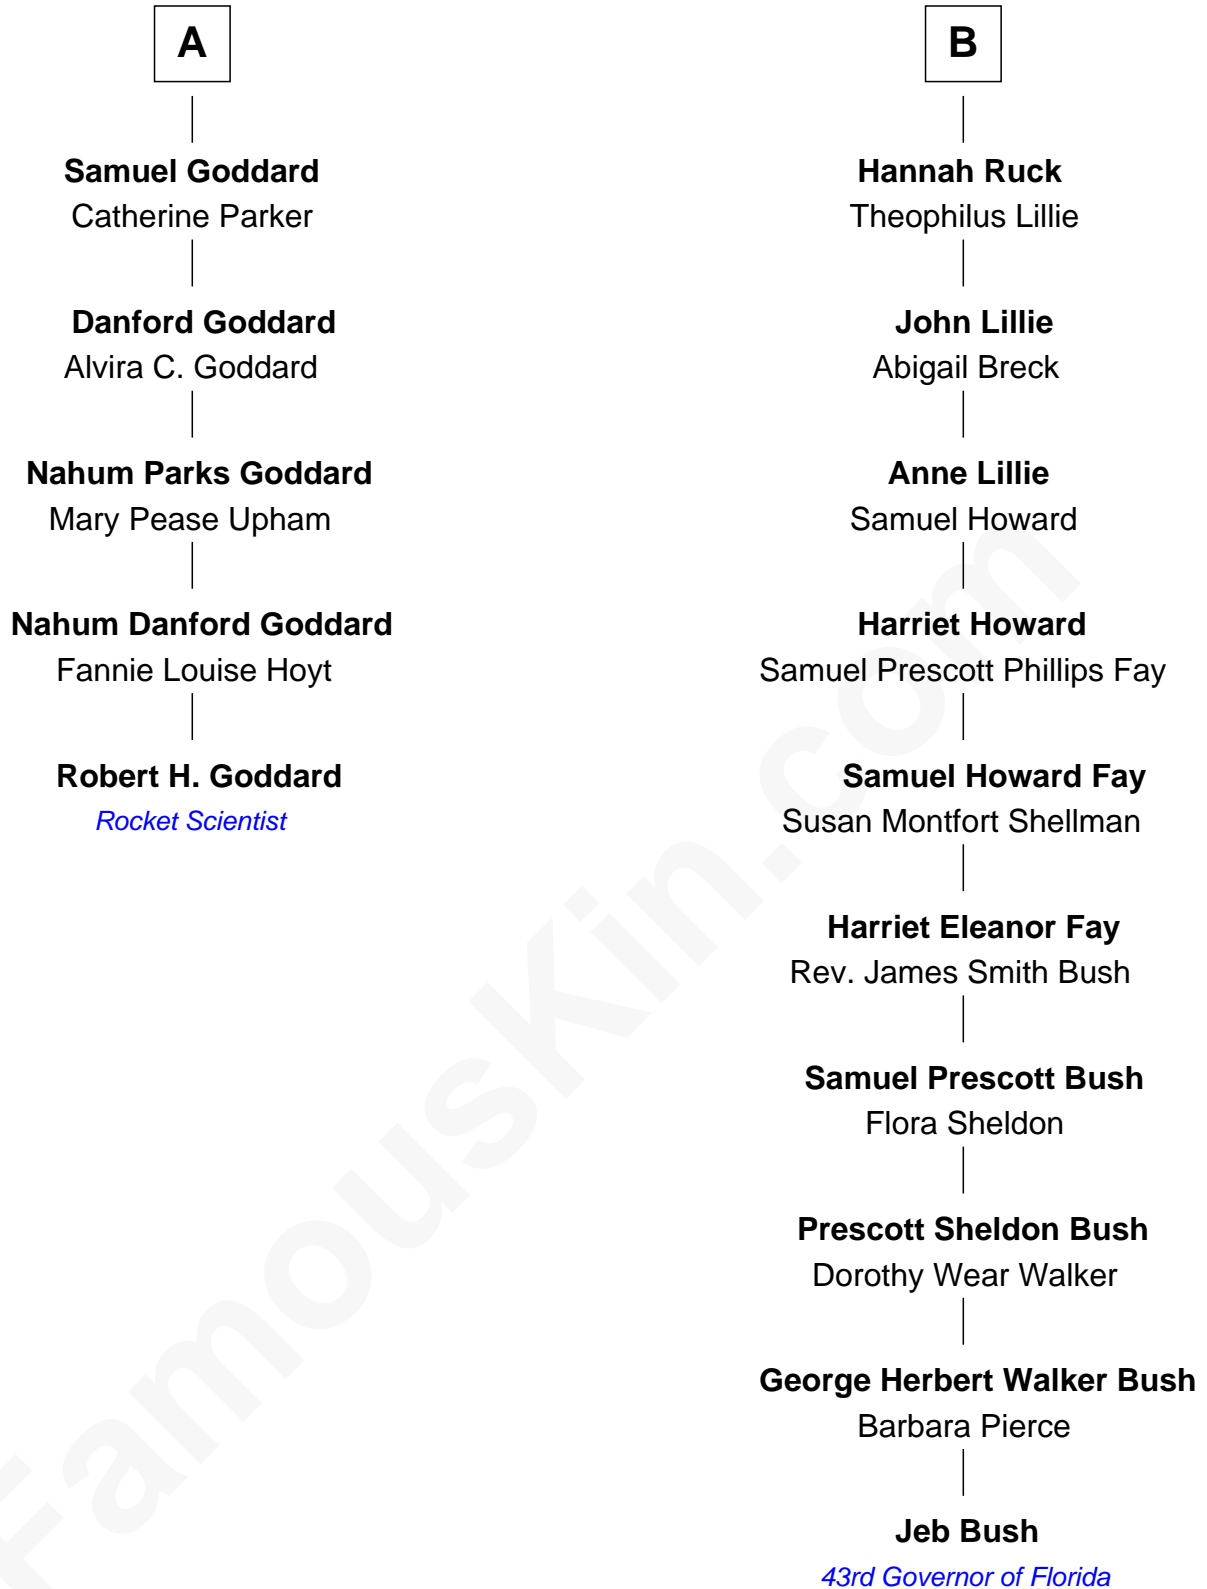 A
Samuel Goddard
Catherine Parker
Danford Goddard
Alvira C. Goddard
Nahum Parks Goddard
Mary Pease Upham
Nahum Danford Goddard
Fannie Louise Hoyt
Robert H. Goddard
Rocket Scientist
B
Hannah Ruck
Theophilus Lillie
John Lillie
Abigail Breck
Anne Lillie
Samuel Howard
Harriet Howard
Samuel Prescott Phillips Fay
Samuel Howard Fay
Susan Montfort Shellman
Harriet Eleanor Fay
Rev. James Smith Bush
Samuel Prescott Bush
Flora Sheldon
Prescott Sheldon Bush
Dorothy Wear Walker
George Herbert Walker Bush
Barbara Pierce
Jeb Bush
43rd Governor of Florida
FamousKin.com